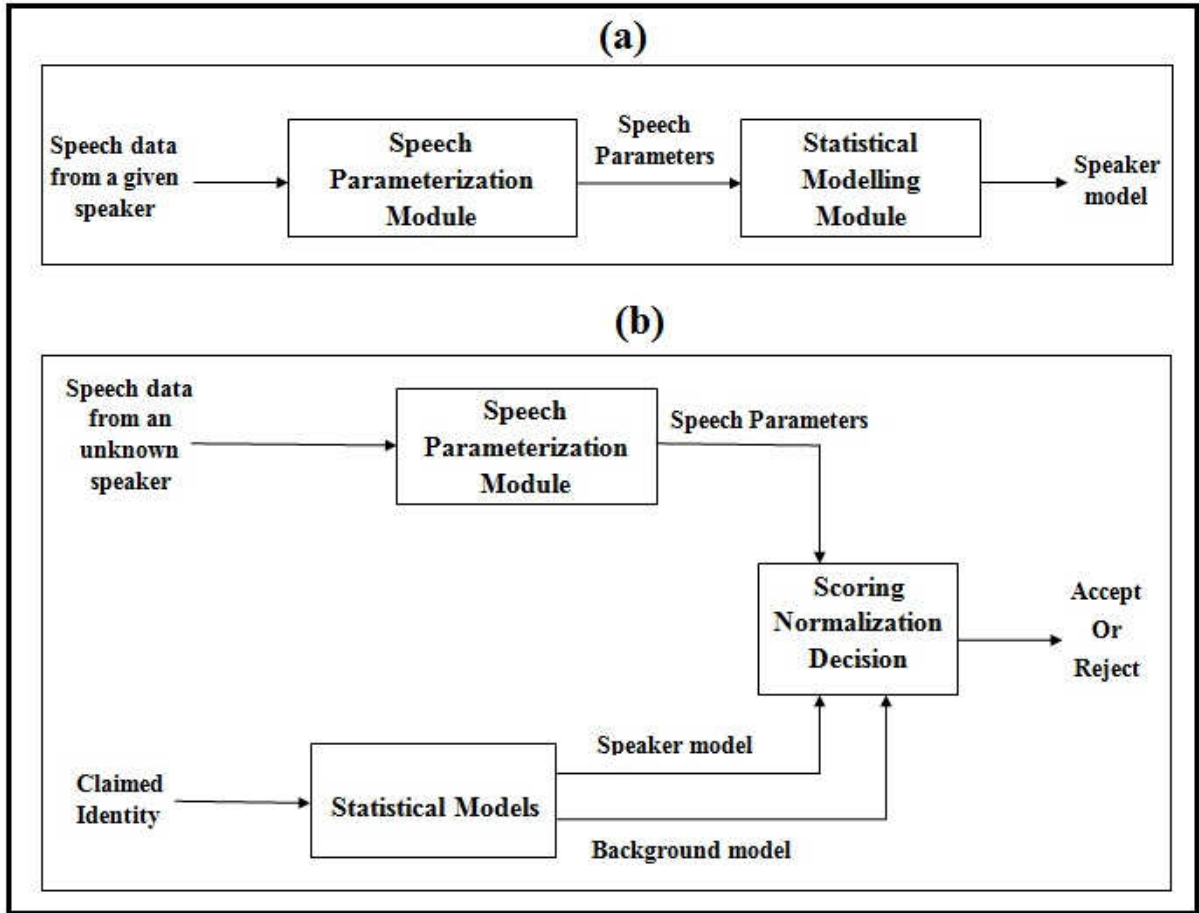 (a)
Speech data
from a given
speaker
Speech
Parameterization
Module
Speech
Parameters
Statistical
Modelling
Module
Speaker
model
(b)
Speech data
from an
unknown
speaker
Speech
Parameterization
Module
Speech Parameters
Scoring
Normalization
Decision
Accept
Or
Reject
Claimed
Identity
Statistical Models
Speaker model
Background model